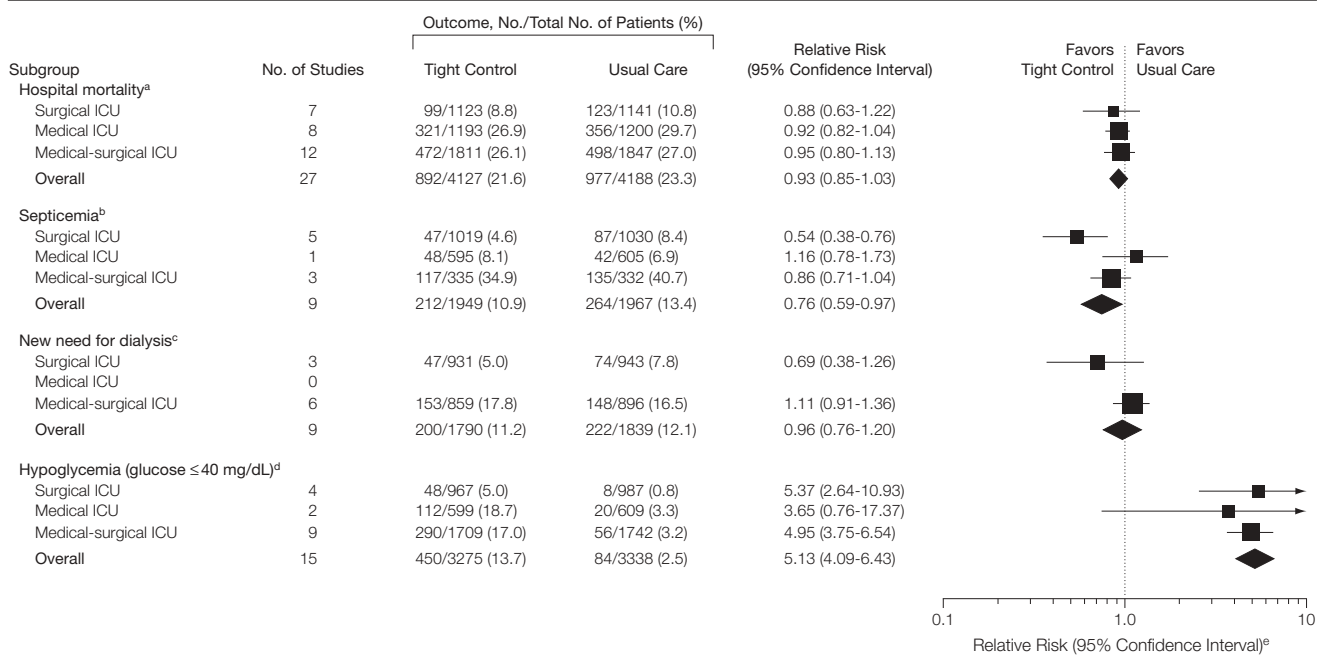 Outcome, No./Total No. of Patients (%)
Subgroup No. of Studies Tight Control Usual Care Relative Risk (95% Confidence Interval) Favors Tight Control Favors Usual Care
Hospital mortalityᵃ
Surgical ICU 7 99/1123 (8.8) 123/1141 (10.8) 0.88 (0.63-1.22)
Medical ICU 8 321/1193 (26.9) 356/1200 (29.7) 0.92 (0.82-1.04)
Medical-surgical ICU 12 472/1811 (26.1) 498/1847 (27.0) 0.95 (0.80-1.13)
Overall 27 892/4127 (21.6) 977/4188 (23.3) 0.93 (0.85-1.03)
Septicemiaᵇ
Surgical ICU 5 47/1019 (4.6) 87/1030 (8.4) 0.54 (0.38-0.76)
Medical ICU 1 48/595 (8.1) 42/605 (6.9) 1.16 (0.78-1.73)
Medical-surgical ICU 3 117/335 (34.9) 135/332 (40.7) 0.86 (0.71-1.04)
Overall 9 212/1949 (10.9) 264/1967 (13.4) 0.76 (0.59-0.97)
New need for dialysisᶜ
Surgical ICU 3 47/931 (5.0) 74/943 (7.8) 0.69 (0.38-1.26)
Medical ICU 0
Medical-surgical ICU 6 153/859 (17.8) 148/896 (16.5) 1.11 (0.91-1.36)
Overall 9 200/1790 (11.2) 222/1839 (12.1) 0.96 (0.76-1.20)
Hypoglycemia (glucose ≤40 mg/dL)ᵈ
Surgical ICU 4 48/967 (5.0) 8/987 (0.8) 5.37 (2.64-10.93)
Medical ICU 2 112/599 (18.7) 20/609 (3.3) 3.65 (0.76-17.37)
Medical-surgical ICU 9 290/1709 (17.0) 56/1742 (3.2) 4.95 (3.75-6.54)
Overall 15 450/3275 (13.7) 84/3338 (2.5) 5.13 (4.09-6.43)
0.1 1.0 10
Relative Risk (95% Confidence Interval)ᵉ